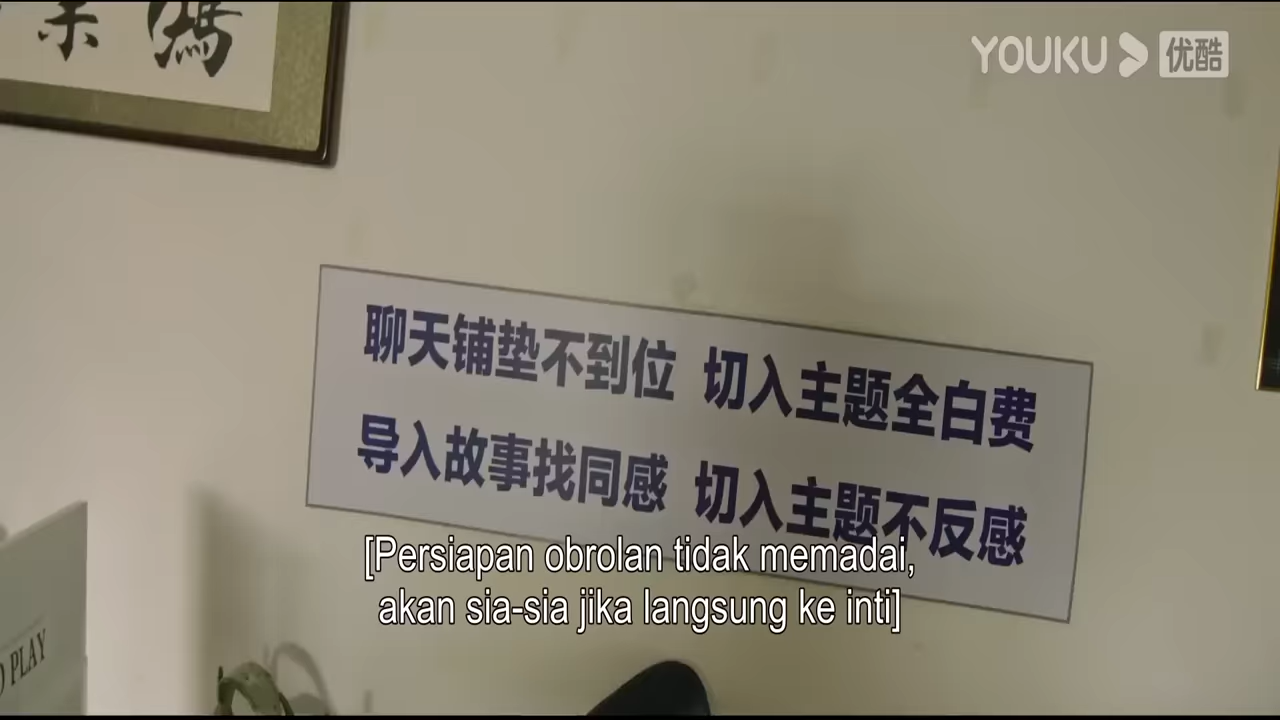 YOUKU 优酷
鴻
聊天铺垫不到位 切入主题全白费
导入故事找同感 切入主题不反感
[Persiapan obrolan tidak memadai,
akan sia-sia jika langsung ke inti]
PLAY